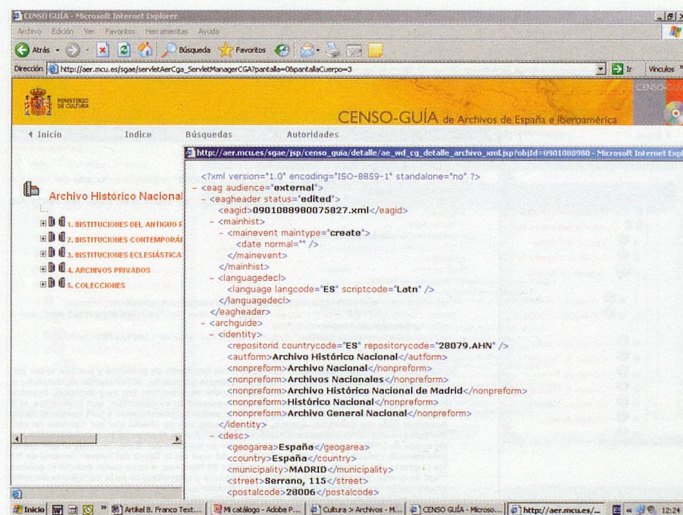 CENSO GUÍA - Microsoft Internet Explorer
Archivo Edición Ver Favoritos Herramientas Ayuda
Atrás Búsqueda Favoritos
Dirección http://aer.mcu.es/sgae/servletAerCga_ServletManagerCGA?pantalla=0&pantallaCuerpo=3 Ir Vínculos
MINISTERIO
DE CULTURA
CENSO-GUÍA de Archivos de España e Iberoamérica
CENSO-GUÍA
Inicio Indice Búsquedas Autoridades
http://aer.mcu.es/sgae/jsp/censo_guia/detalle/ae_wd_cg_detalle_archivo_xml.jsp?objId=0901088980 - Microsoft Internet Expl
Archivo Histórico Nacional
1. INSTITUCIONES DEL ANTIGUO
2. INSTITUCIONES CONTEMPORÁ
3. INSTITUCIONES ECLESIÁSTICA
4. ARCHIVOS PRIVADOS
5. COLECCIONES
<?xml version="1.0" encoding="ISO-8859-1" standalone="no" ?>
- <eag audience="external">
- <eagheader status="edited">
<eagid>0901088980075827.xml</eagid>
- <mainhist>
- <mainevent maintype="create">
<date normal="" />
</mainevent>
</mainhist>
- <languagedecl>
<language langcode="ES" scriptcode="Latn" />
</languagedecl>
</eagheader>
- <archguide>
- <identity>
<repositorid countrycode="ES" repositorycode="28079.AHN" />
<autform>Archivo Histórico Nacional</autform>
<nonpreform>Archivo Nacional</nonpreform>
<nonpreform>Archivos Nacionales</nonpreform>
<nonpreform>Archivo Histórico Nacional de Madrid</nonpreform>
<nonpreform>Histórico Nacional</nonpreform>
<nonpreform>Archivo General Nacional</nonpreform>
</identity>
- <desc>
<geogarea>España</geogarea>
<country>España</country>
<municipality>MADRID</municipality>
<street>Serrano, 115</street>
<postalcode>28006</postalcode>
Inicio Artikel B. Franco Text... Mi catálogo - Adobe P... Cultura > Archivos - M... CENSO GUÍA - Microso... http://aer.mcu.es/... 12:24